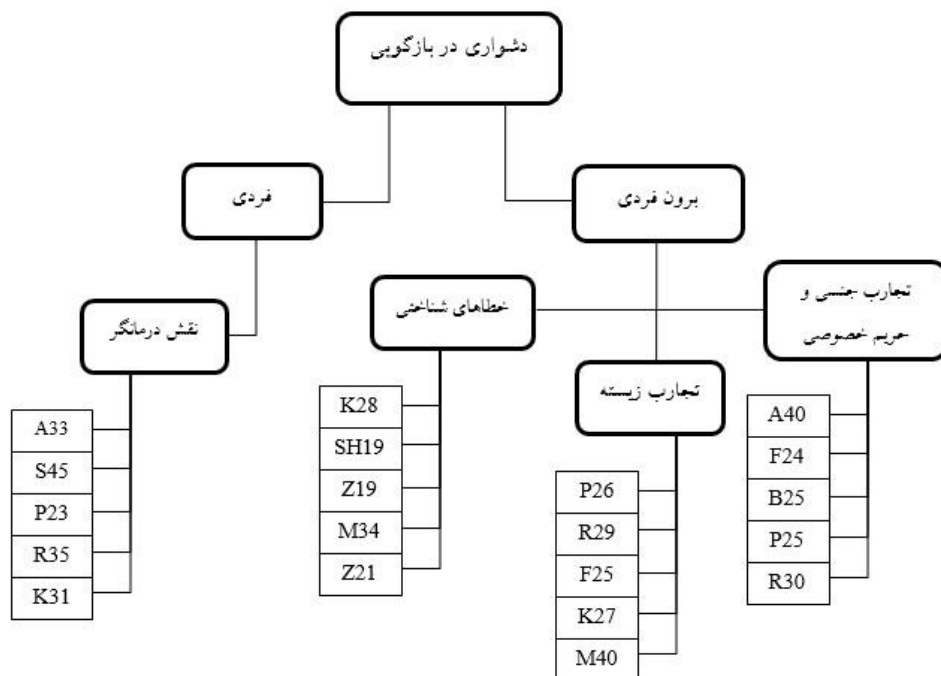 دشواری در بازگویی
فردی
برون فردی
نقش درمانگر
خطاهای شناختی
تجارب زیسته
تجارب جنسی و
حریم خصوصی
A33
S45
P23
R35
K31
K28
SH19
Z19
M34
Z21
P26
R29
F25
K27
M40
A40
F24
B25
P25
R30